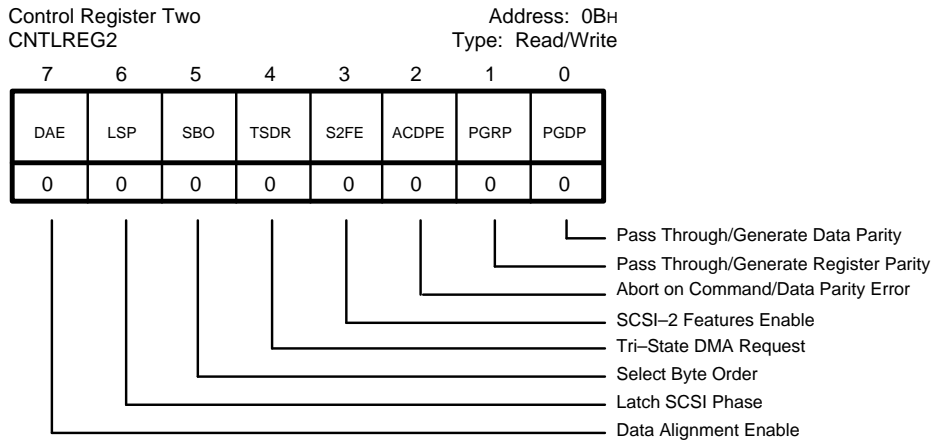 Control Register Two Address: 0BH
CNTLREG2 Type: Read/Write
7 6 5 4 3 2 1 0
DAE LSP SBO TSDR S2FE ACDPE PGRP PGDP
0 0 0 0 0 0 0 0
Pass Through/Generate Data Parity
Pass Through/Generate Register Parity
Abort on Command/Data Parity Error
SCSI–2 Features Enable
Tri–State DMA Request
Select Byte Order
Latch SCSI Phase
Data Alignment Enable